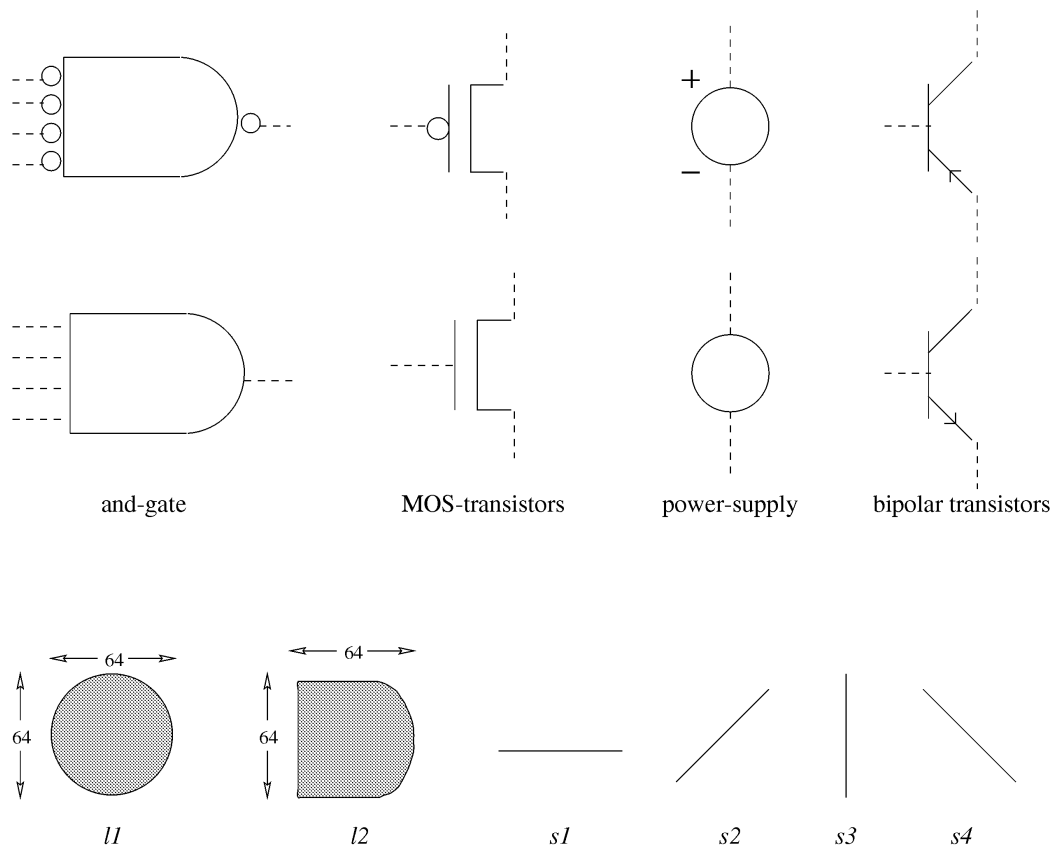 +
−
and-gate MOS-transistors power-supply bipolar transistors
64 64
64 64
l1 l2 s1 s2 s3 s4